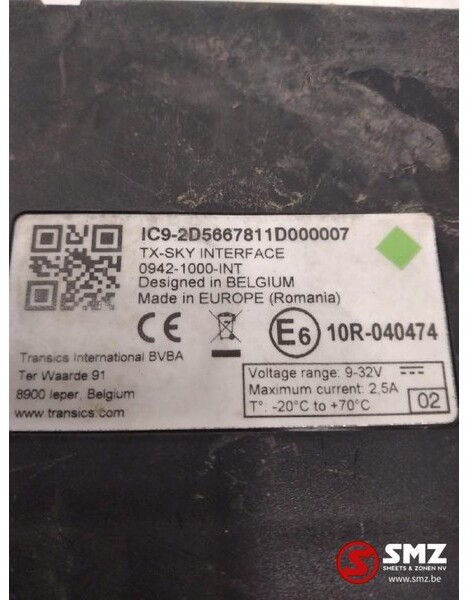 IC9-2D5667811D000007
TX-SKY INTERFACE
0942-1000-INT
Designed in BELGIUM
Made in EUROPE (Romania)
CE
E6 10R-040474
Transics International BVBA
Ter Waarde 91
8900 Ieper, Belgium
www.transics.com
Voltage range: 9-32V
Maximum current: 2,5A
T°: -20°C to +70°C
02
SMZ
SMEETS & ZONEN NV
www.smz.be